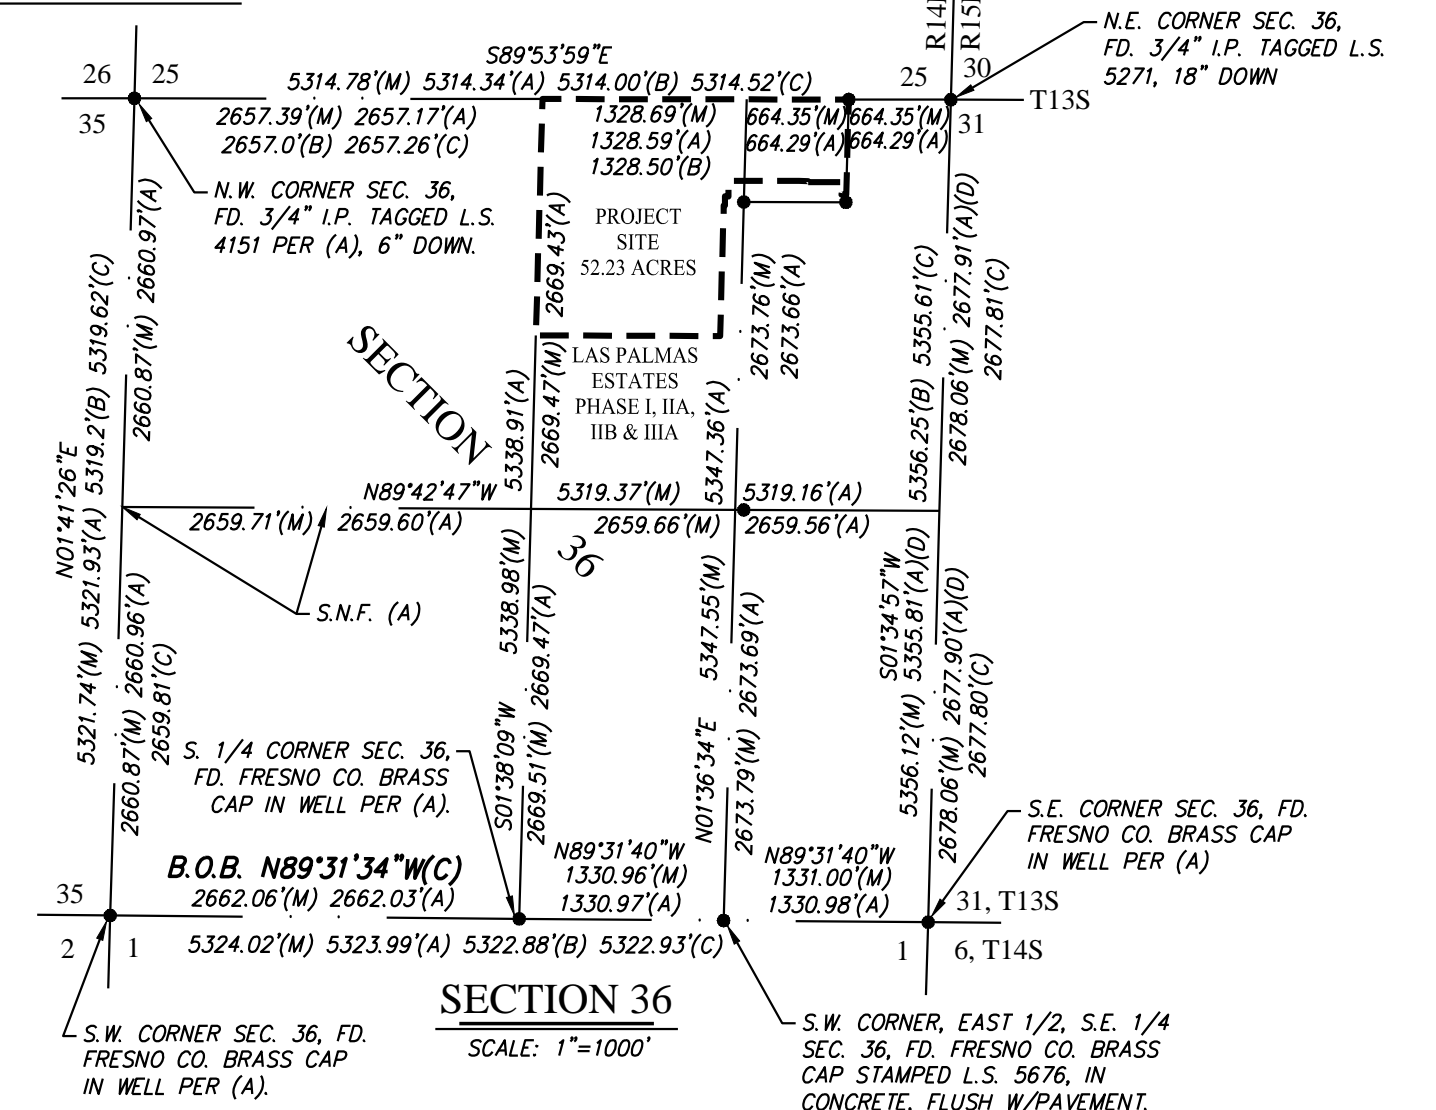 R14E
R15E
N.E. CORNER SEC. 36,
FD. 3/4" I.P. TAGGED L.S.
5271, 18" DOWN
26 25
35
25 30
31
T13S
S89°53'59"E
5314.78'(M) 5314.34'(A) 5314.00'(B) 5314.52'(C)
2657.39'(M) 2657.17'(A)
2657.0'(B) 2657.26'(C)
1328.69'(M)
1328.59'(A)
1328.50'(B)
664.35'(M)
664.29'(A)
664.35'(M)
664.29'(A)
N.W. CORNER SEC. 36,
FD. 3/4" I.P. TAGGED L.S.
4151 PER (A), 6" DOWN.
PROJECT
SITE
52.23 ACRES
2669.43'(A)
2669.47'(M)
5338.91'(A)
LAS PALMAS
ESTATES
PHASE I, IIA,
IIB & IIIA
SECTION
36
2673.76'(M)
2673.66'(A)
5347.36'(A)
5356.25'(B) 5355.61'(C)
2678.06'(M) 2677.91'(A)(D)
2677.81'(C)
N01°41'26"E
5321.74'(M) 5321.93'(A) 5319.2'(B) 5319.62'(C)
2660.87'(M) 2660.97'(A)
2660.87'(M) 2660.96'(A)
2659.81'(C)
N89°42'47"W 5319.37'(M) 5319.16'(A)
2659.71'(M) 2659.60'(A) 2659.66'(M) 2659.56'(A)
S.N.F. (A)
S01°38'09"W 5338.98'(M)
2669.51'(M) 2669.47'(A)
N01°36'34"E 5347.55'(M)
2673.79'(M) 2673.69'(A)
S01°34'57"W
5356.12'(M) 5355.81'(A)(D)
2678.06'(M) 2677.90'(A)(D)
2677.80'(C)
S. 1/4 CORNER SEC. 36,
FD. FRESNO CO. BRASS
CAP IN WELL PER (A).
S.E. CORNER SEC. 36, FD.
FRESNO CO. BRASS CAP
IN WELL PER (A)
B.O.B. N89°31'34"W(C)
2662.06'(M) 2662.03'(A)
N89°31'40"W
1330.96'(M)
1330.97'(A)
N89°31'40"W
1331.00'(M)
1330.98'(A)
35
2 1
31, T13S
1 6, T14S
5324.02'(M) 5323.99'(A) 5322.88'(B) 5322.93'(C)
SECTION 36
SCALE: 1"=1000'
S.W. CORNER SEC. 36, FD.
FRESNO CO. BRASS CAP
IN WELL PER (A).
S.W. CORNER, EAST 1/2, S.E. 1/4
SEC. 36, FD. FRESNO CO. BRASS
CAP STAMPED L.S. 5676, IN
CONCRETE, FLUSH W/PAVEMENT.